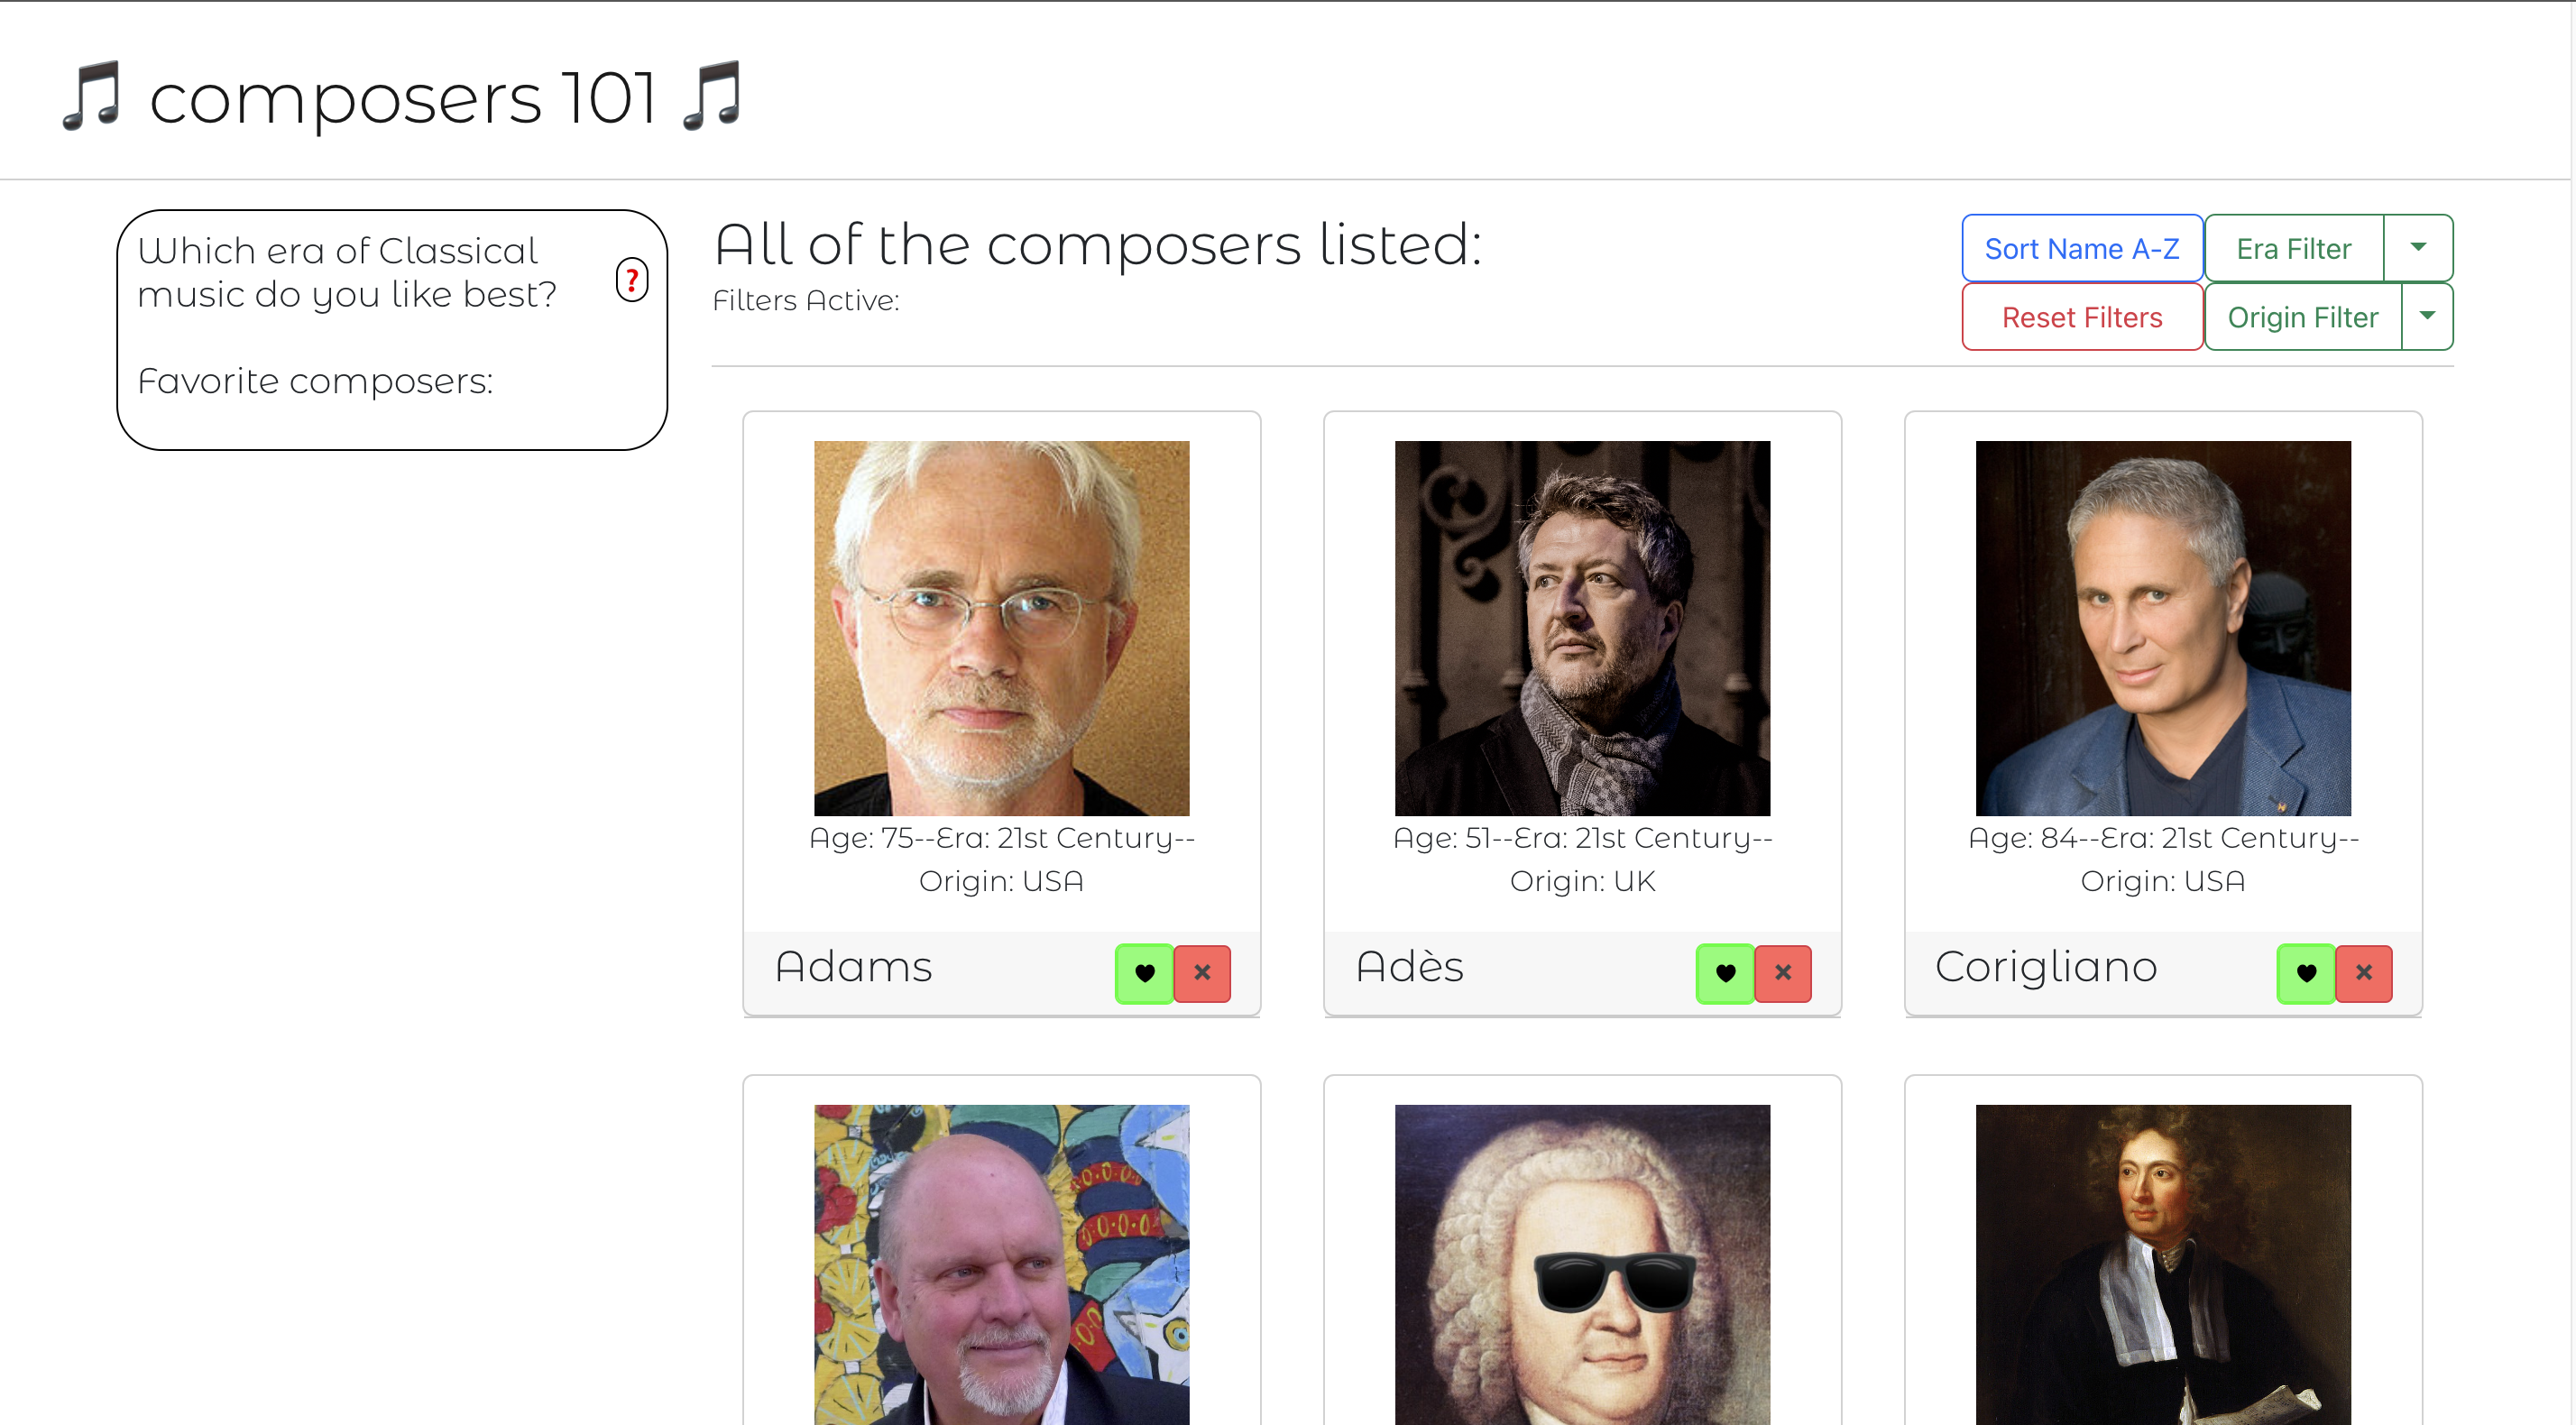 🎵 composers 101 🎵
Which era of Classical
music do you like best?
?
Favorite composers:
All of the composers listed:
Filters Active:
Sort Name A-Z
Era Filter
Reset Filters
Origin Filter
Age: 75--Era: 21st Century--
Origin: USA
Adams
Age: 51--Era: 21st Century--
Origin: UK
Adès
Age: 84--Era: 21st Century--
Origin: USA
Corigliano